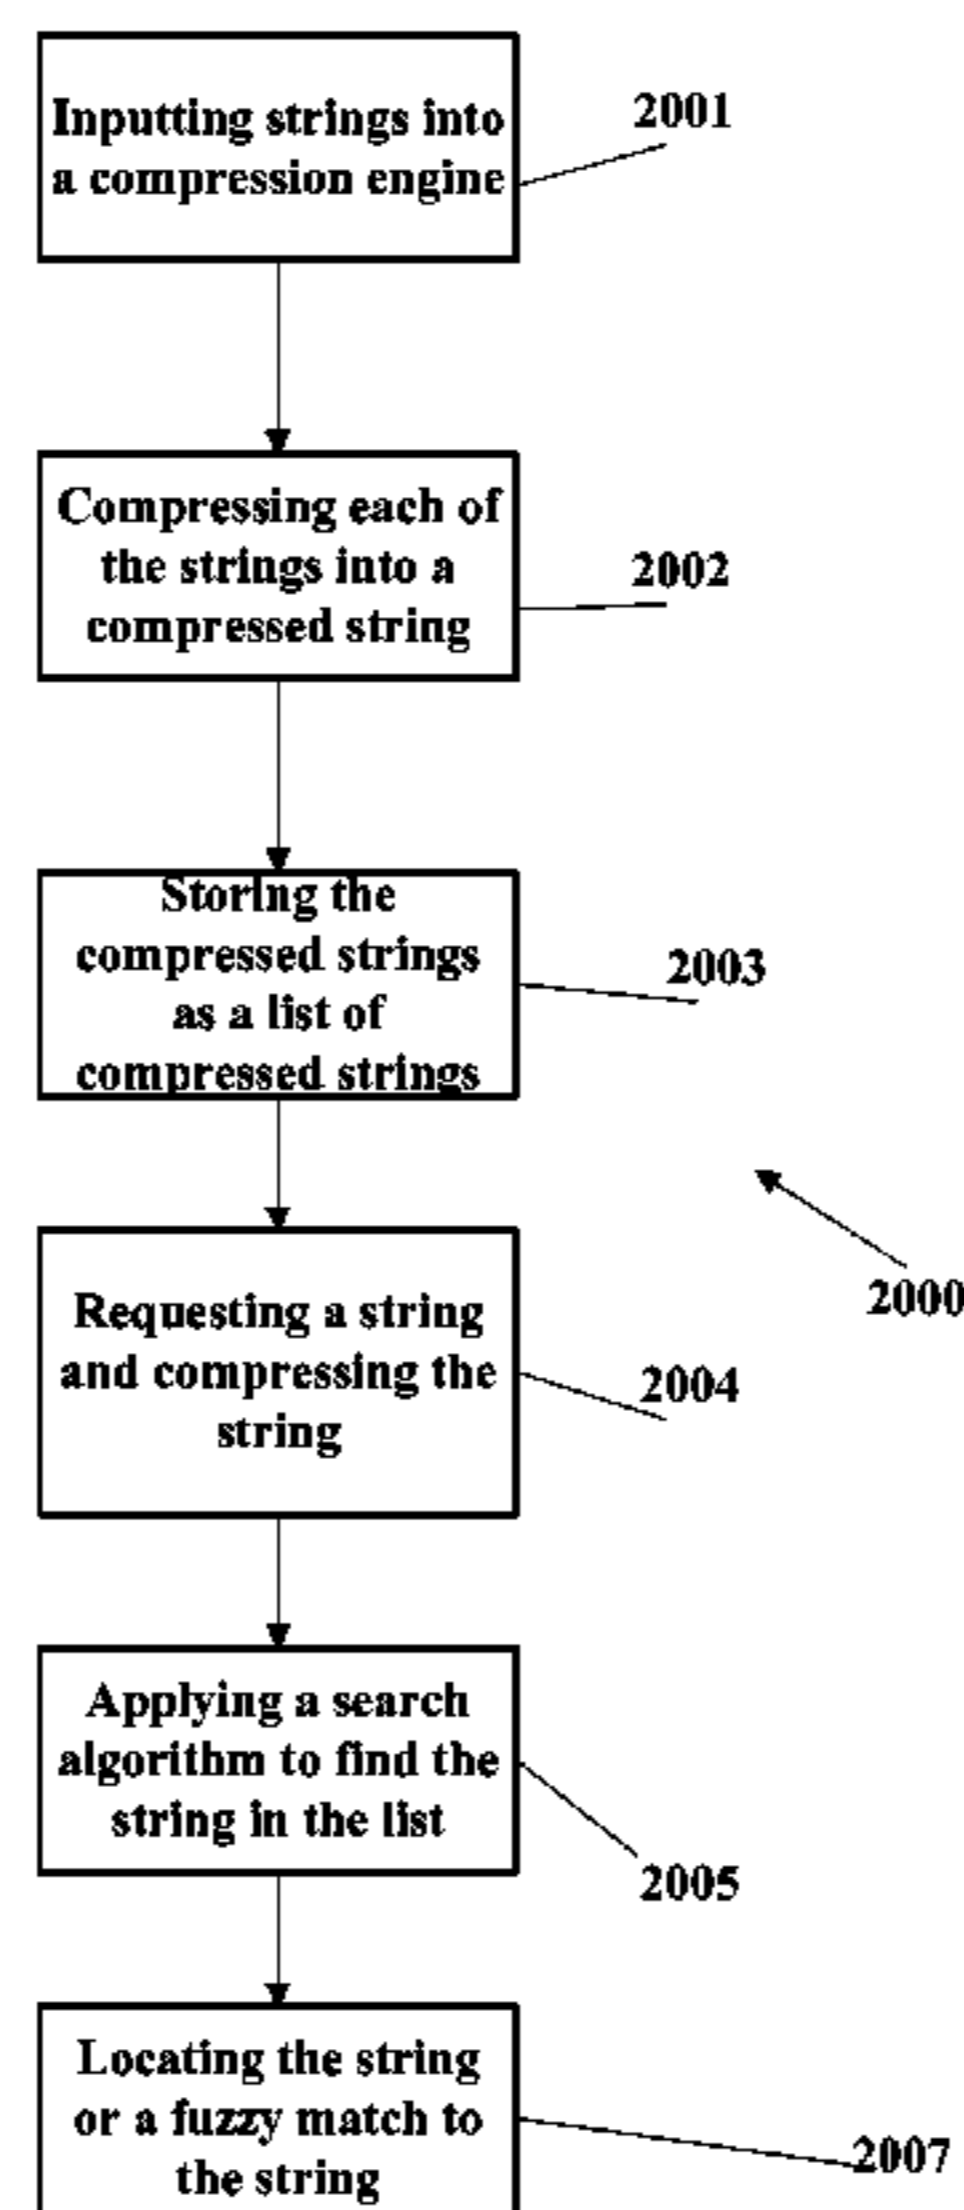 Inputting strings into
a compression engine
2001
Compressing each of
the strings into a
compressed string
2002
Storing the
compressed strings
as a list of
compressed strings
2003
2000
Requesting a string
and compressing the
string
2004
Applying a search
algorithm to find the
string in the list
2005
Locating the string
or a fuzzy match to
the string
2007